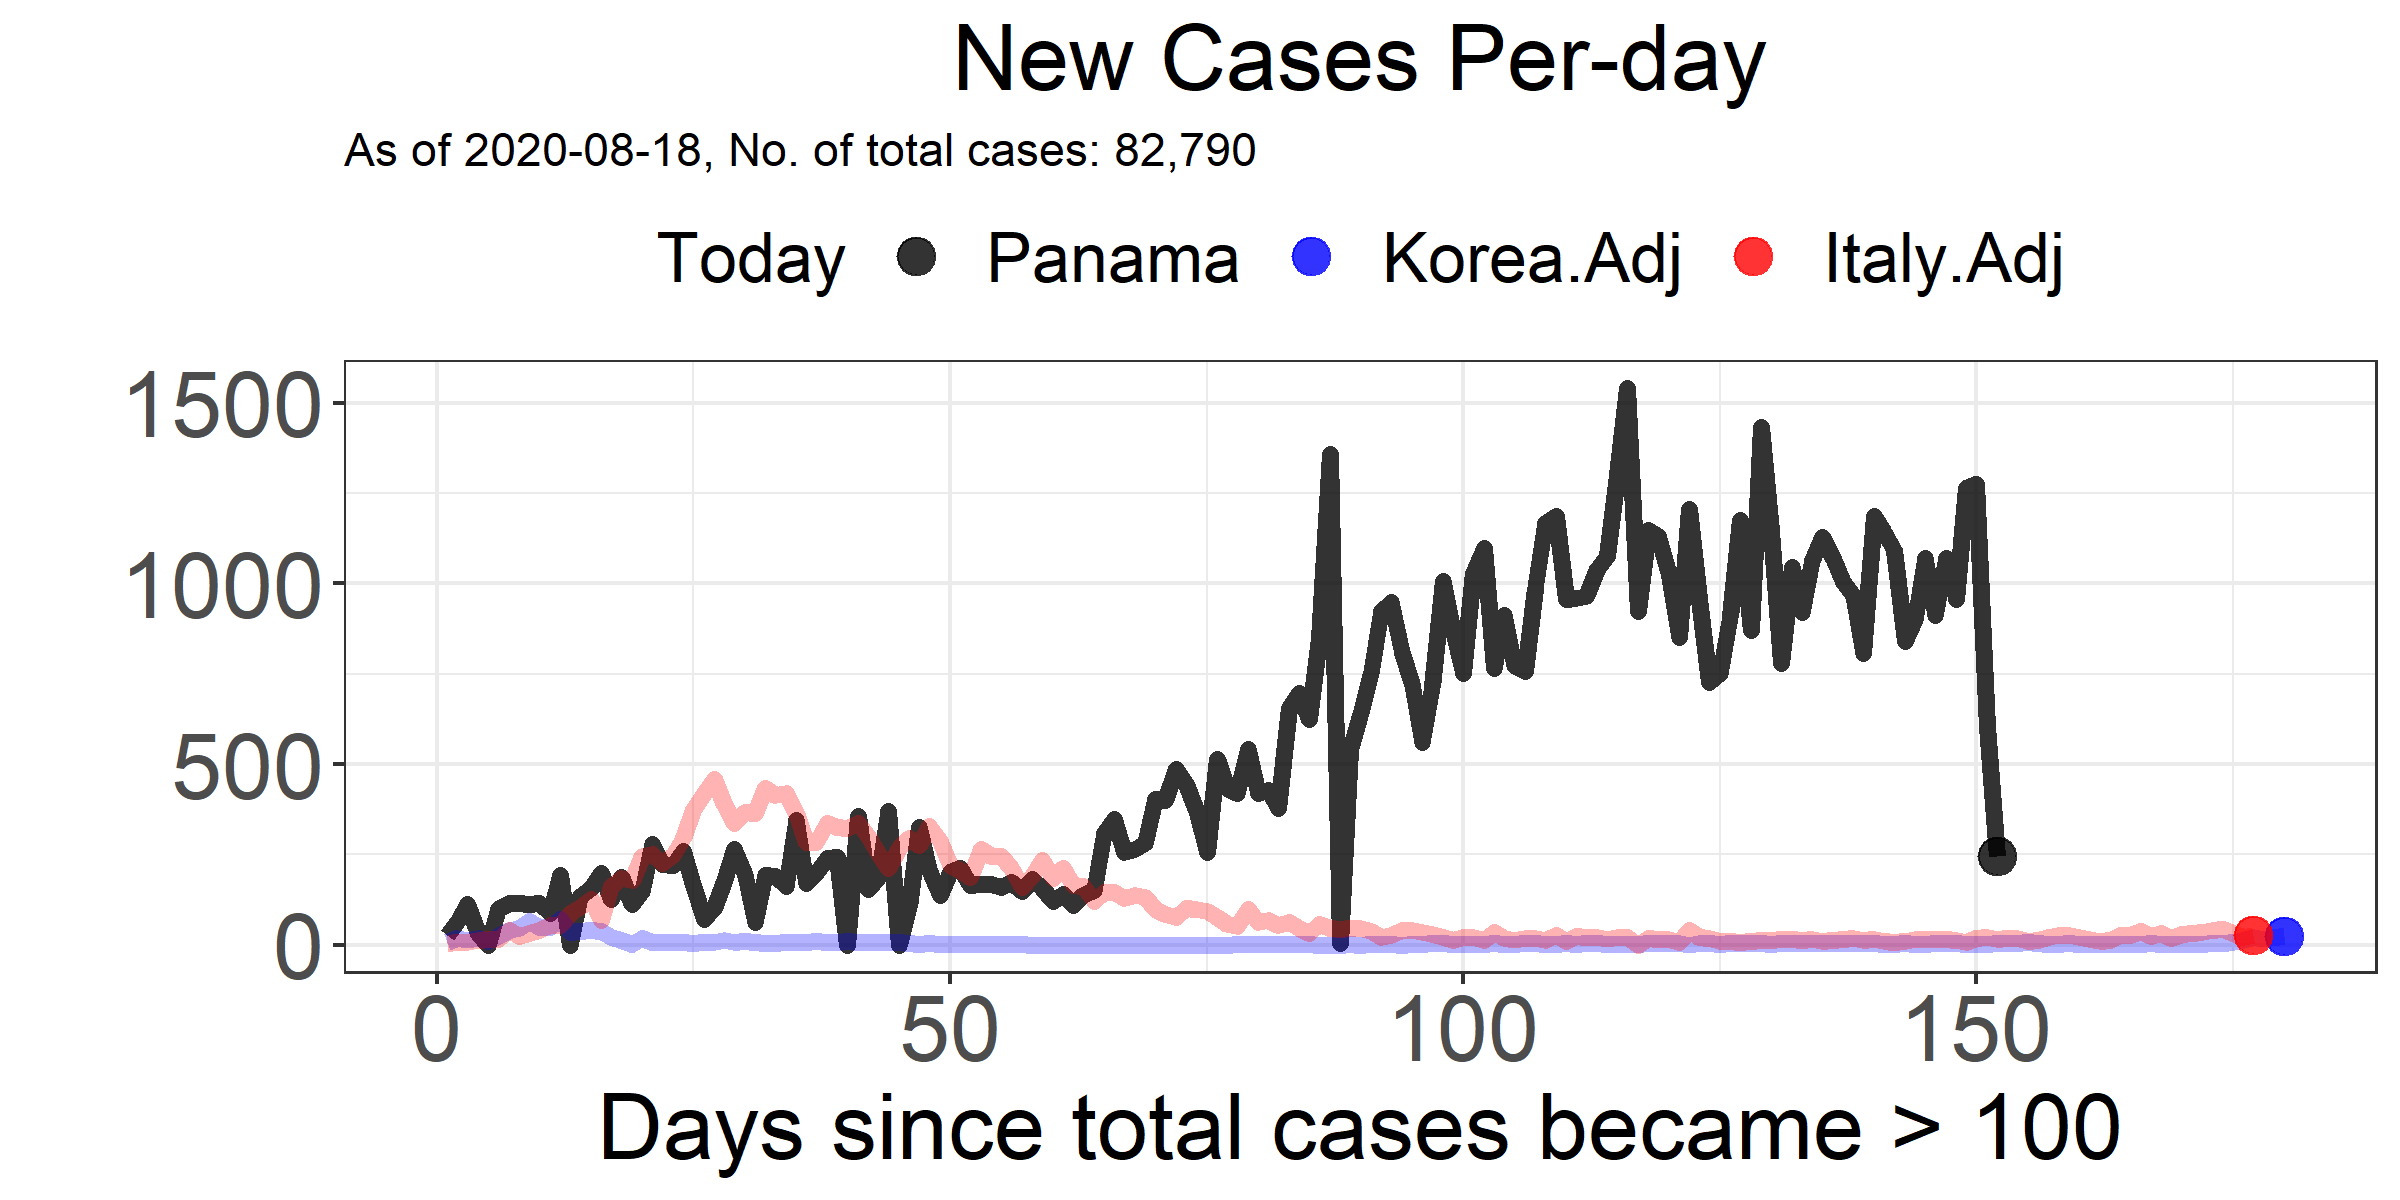 New Cases Per-day
As of 2020-08-18, No. of total cases: 82,790
Today Panama Korea.Adj Italy.Adj
1500
1000
500
0
0 50 100 150
Days since total cases became > 100